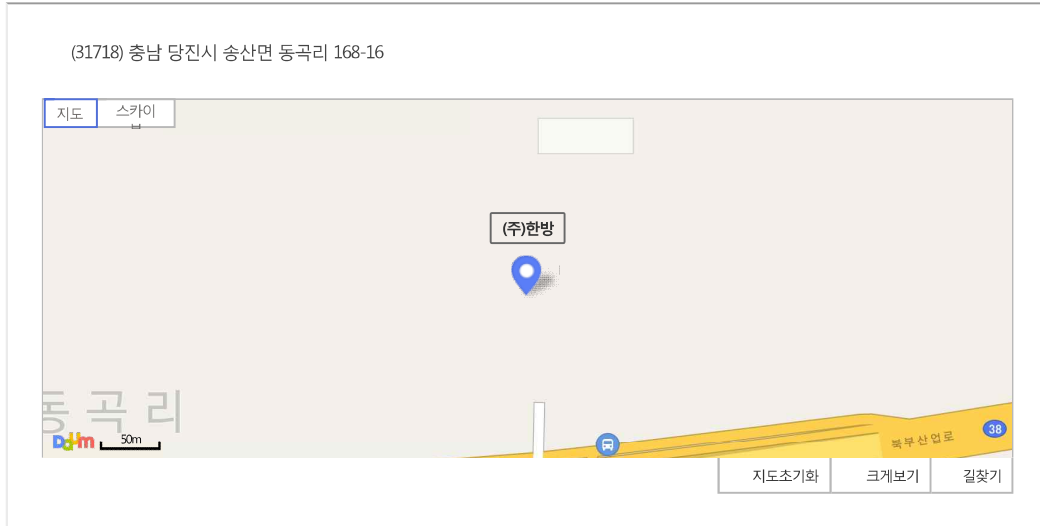 (31718) 충남 당진시 송산면 동곡리 168-16
지도
스카이
뷰
(주)한방
동곡리
Daum
50m
북부산업로
38
지도초기화
크게보기
길찾기